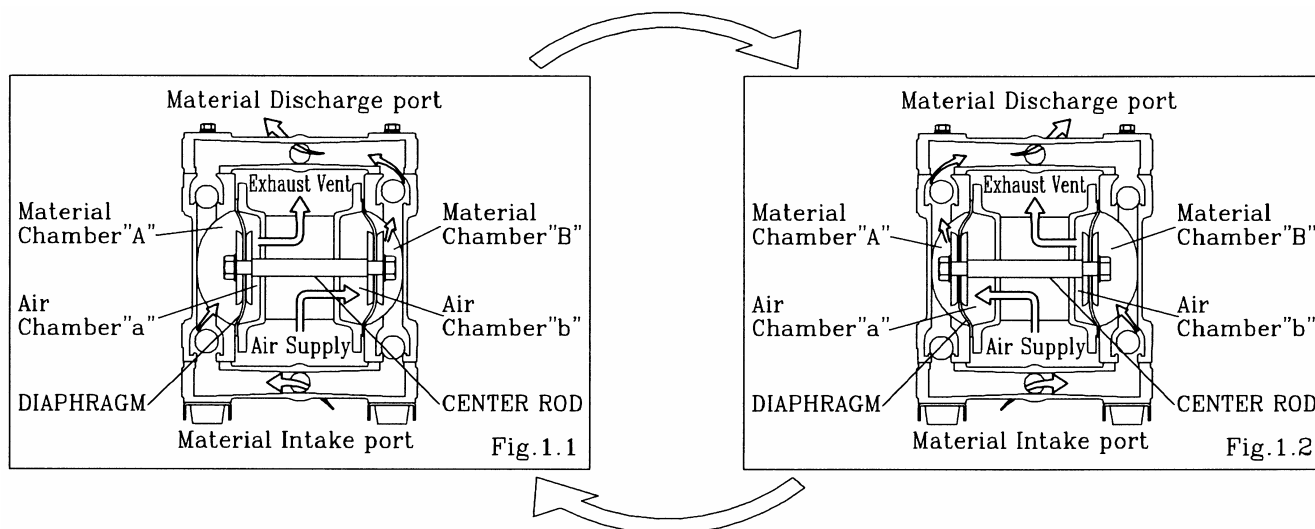 Material Discharge port
Exhaust Vent
Material
Chamber"A"
Material
Chamber"B"
Air
Chamber"a"
Air
Chamber"b"
Air Supply
DIAPHRAGM
CENTER ROD
Material Intake port
Fig.1.1
Material Discharge port
Exhaust Vent
Material
Chamber"A"
Material
Chamber"B"
Air
Chamber"a"
Air
Chamber"b"
Air Supply
DIAPHRAGM
CENTER ROD
Material Intake port
Fig.1.2